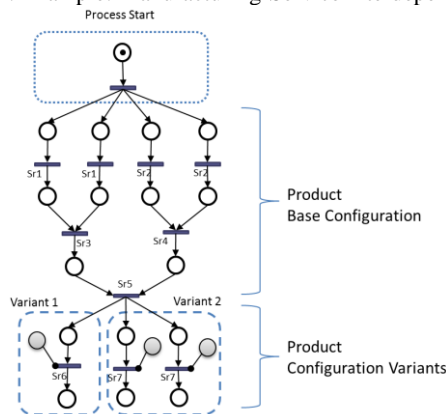 Process Start
Sr1
Sr1
Sr2
Sr2
Sr3
Sr4
Product
Base Configuration
Sr5
Variant 1
Variant 2
Sr6
Sr7
Sr7
Product
Configuration Variants